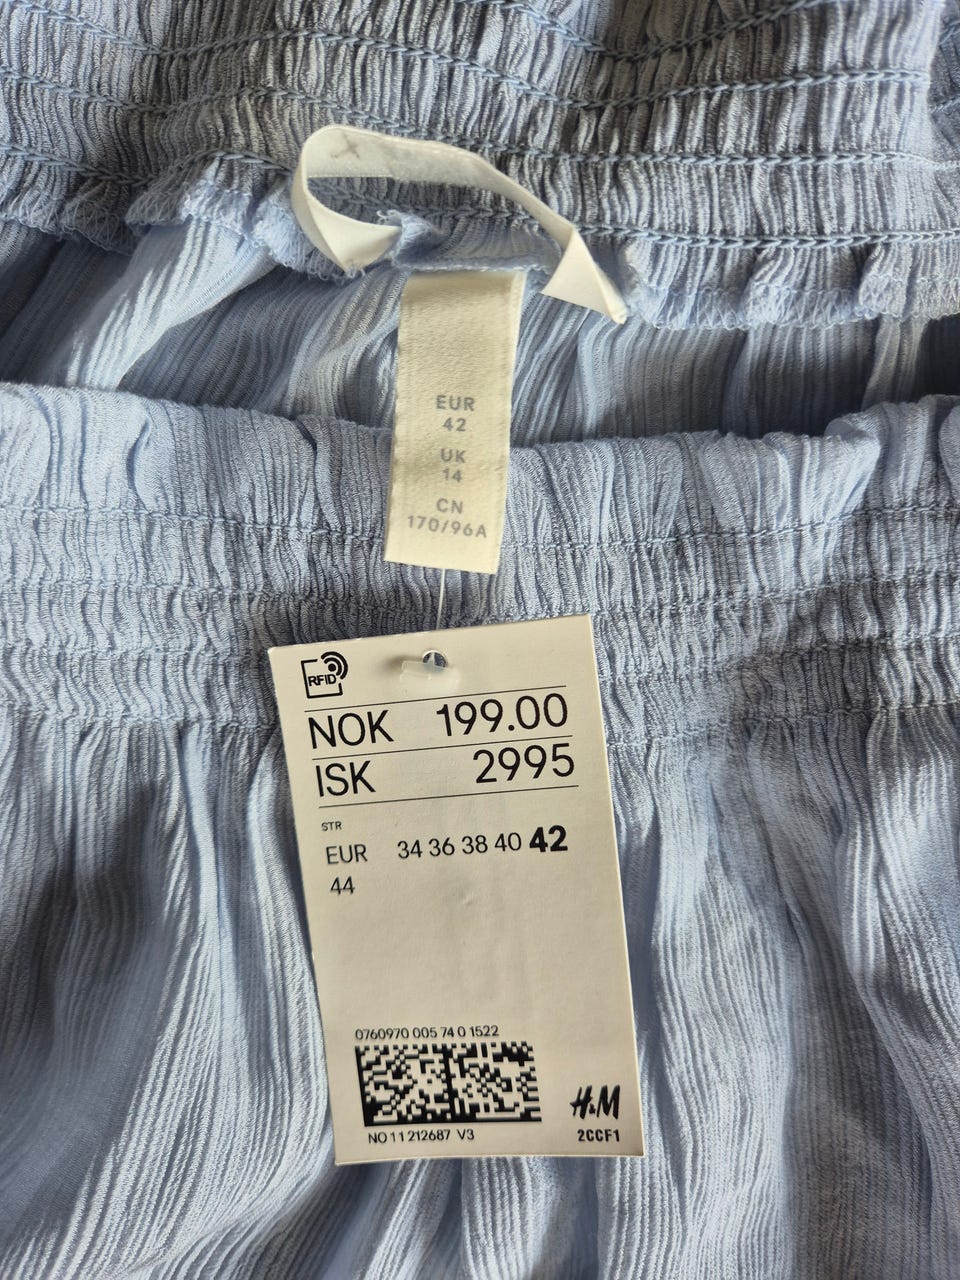 EUR
42
UK
14
CN
170/96A
RFID
NOK 199.00
ISK 2995
STR
EUR 34 36 38 40 42
44
0760970 005 74 0 1522
NO 11 212687 V3
H&M
2CCF1